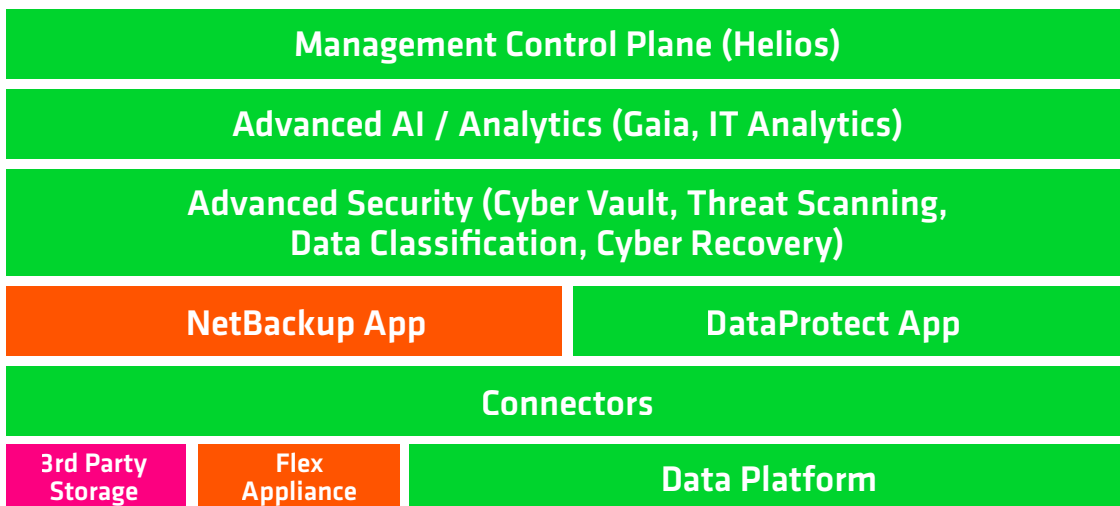 Management Control Plane (Helios)
Advanced AI / Analytics (Gaia, IT Analytics)
Advanced Security (Cyber Vault, Threat Scanning,
Data Classification, Cyber Recovery)
NetBackup App
DataProtect App
Connectors
3rd Party
Storage
Flex
Appliance
Data Platform